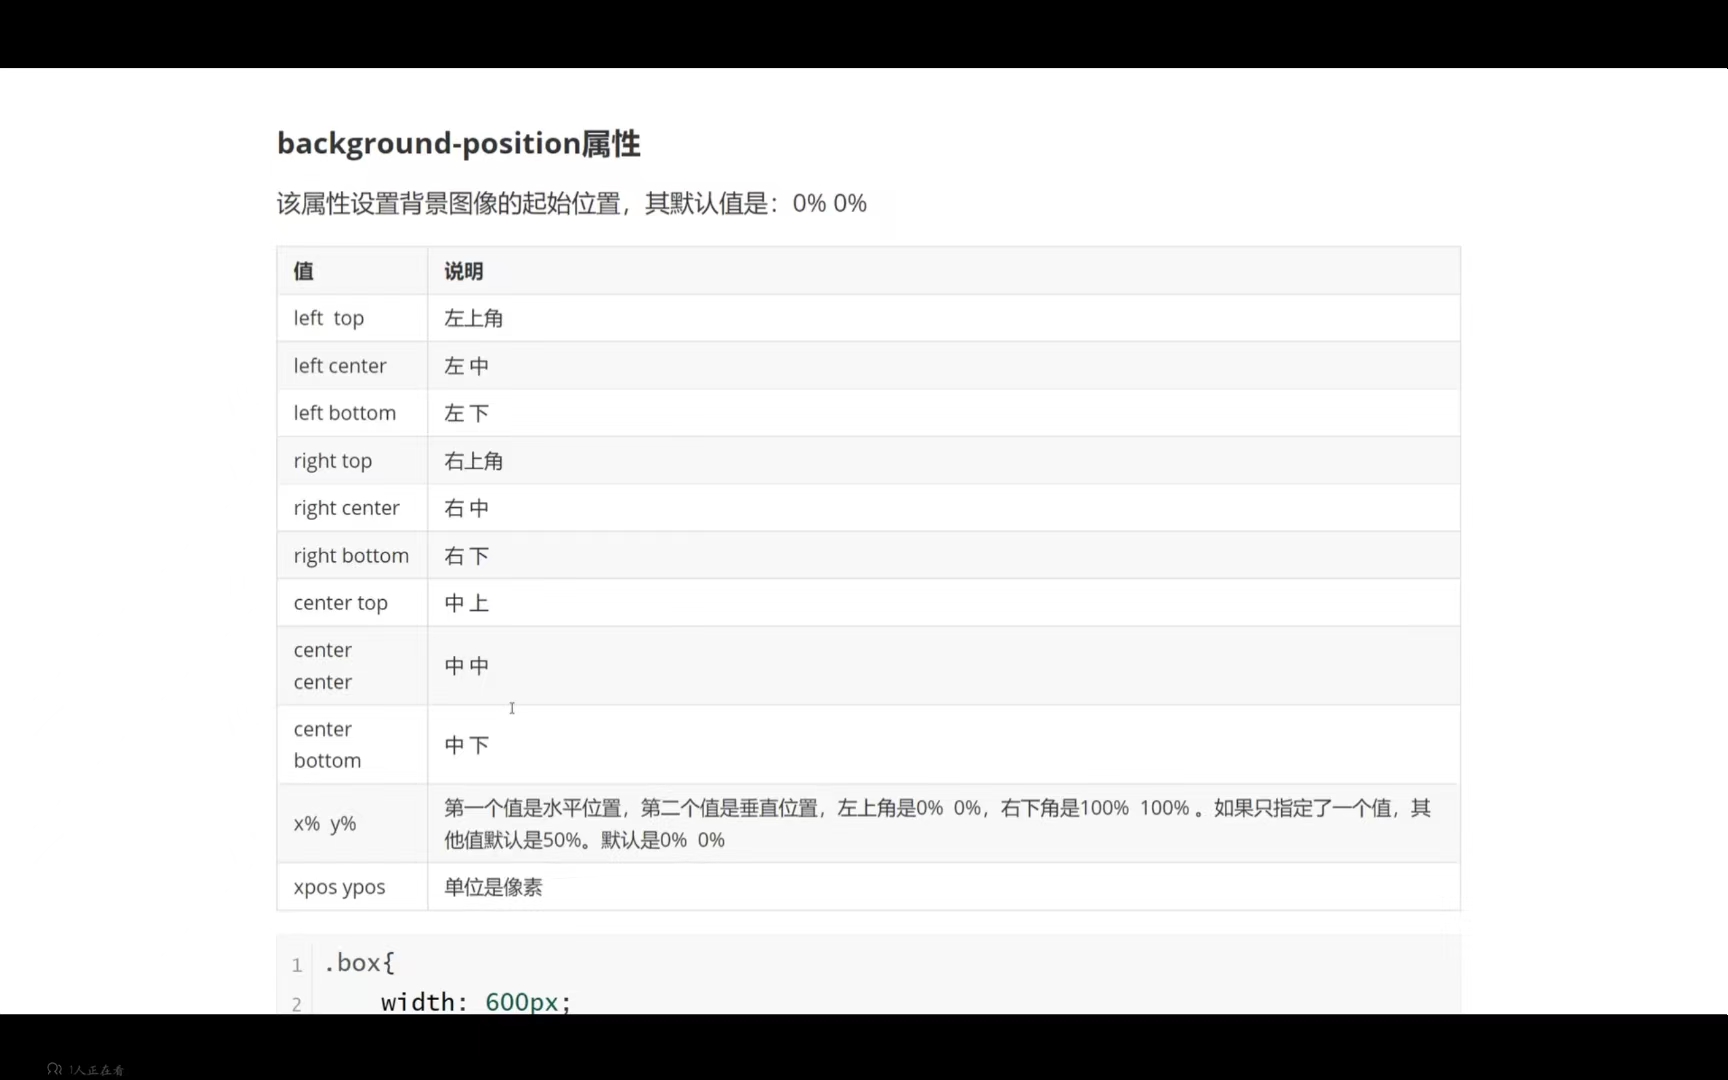 background-position属性
该属性设置背景图像的起始位置，其默认值是：0% 0%
值 说明
left top 左上角
left center 左 中
left bottom 左 下
right top 右上角
right center 右 中
right bottom 右 下
center top 中 上
center
center
中 中
center
bottom
中 下
x% y%
第一个值是水平位置，第二个值是垂直位置，左上角是0% 0%，右下角是100% 100% 。如果只指定了一个值，其
他值默认是50%。默认是0% 0%
xpos ypos 单位是像素
1 .box{
2 width: 600px;
1人正在看